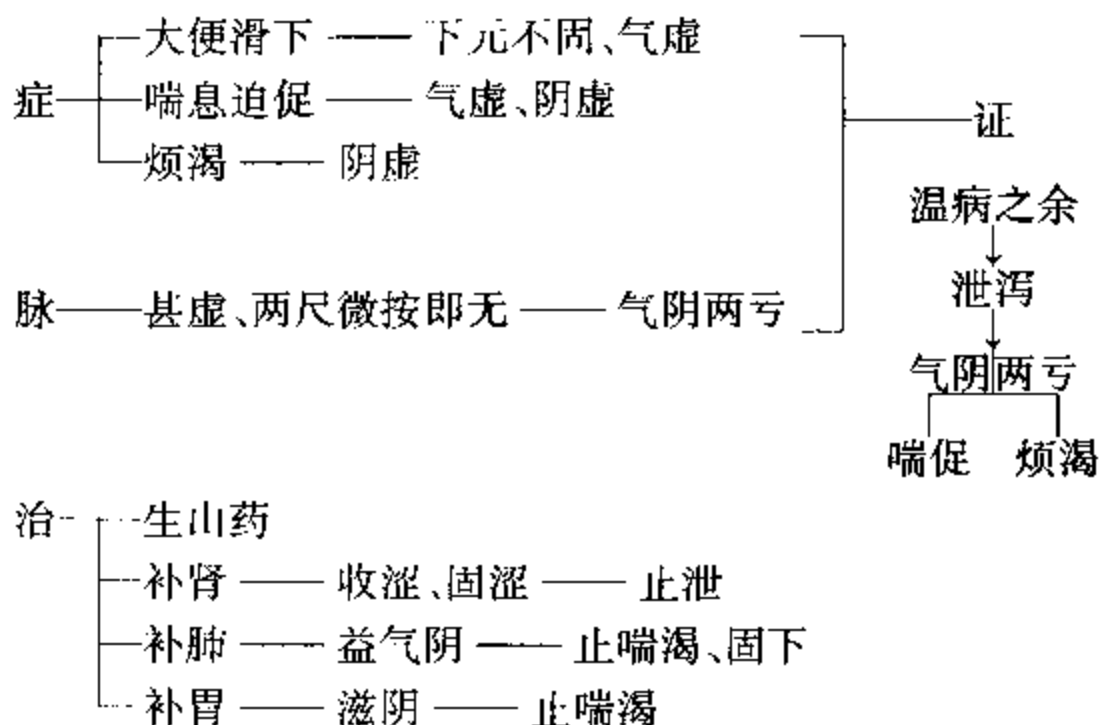 大便滑下 —— 下元不固、气虚
症 —— 喘息迫促 —— 气虚、阴虚
证
烦渴 —— 阴虚
温病之余
泄泻
脉 —— 甚虚、两尺微按即无 —— 气阴两亏
气阴两亏
喘促 烦渴
治 —— 生山药
补肾 —— 收涩、固涩 —— 止泄
补肺 —— 益气阴 —— 止喘渴、固下
补胃 —— 滋阴 —— 止喘渴